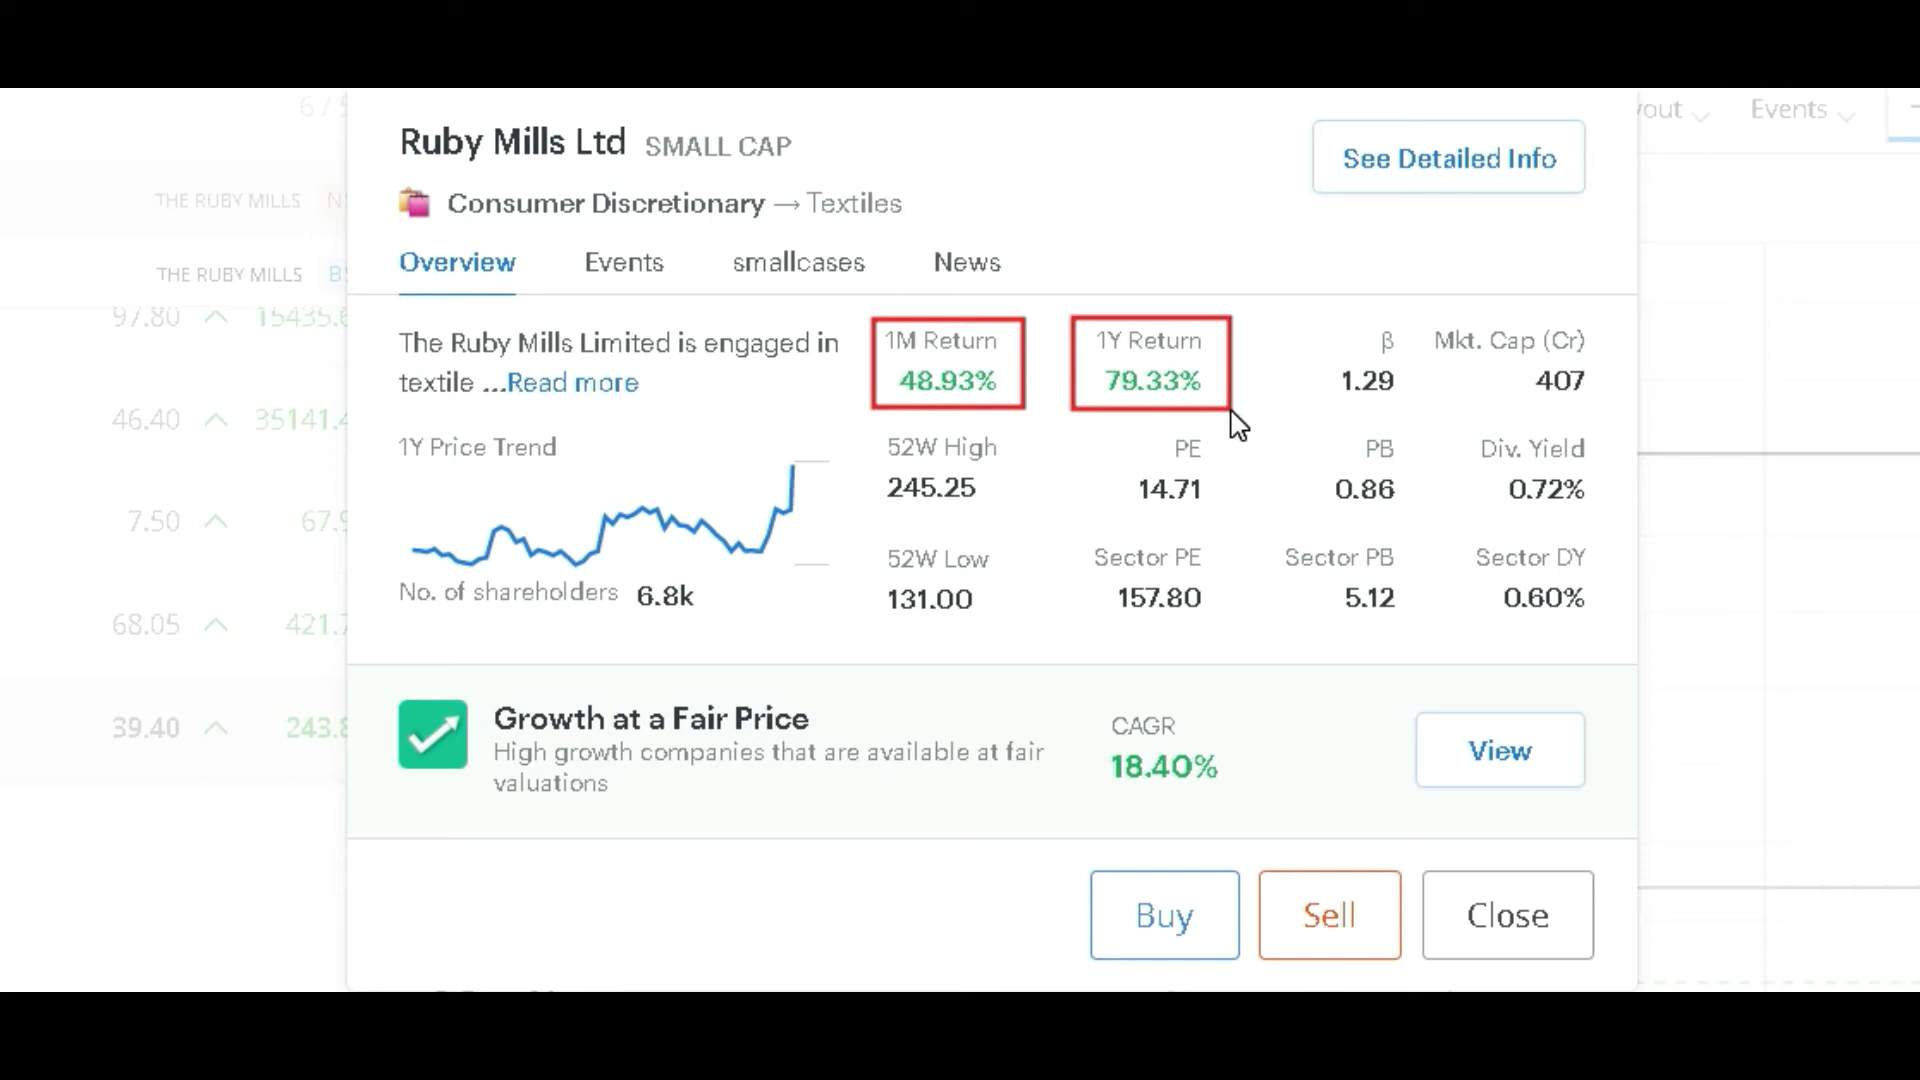 6 / 5
Events
THE RUBY MILLS
THE RUBY MILLS
97.80
46.40
7.50
68.05
39.40
Ruby Mills Ltd SMALL CAP
See Detailed Info
Consumer Discretionary → Textiles
Overview Events smallcases News
The Ruby Mills Limited is engaged in
textile ...Read more
1Y Price Trend
No. of shareholders 6.8k
1M Return 1Y Return β Mkt. Cap (Cr)
48.93% 79.33% 1.29 407
52W High PE PB Div. Yield
245.25 14.71 0.86 0.72%
52W Low Sector PE Sector PB Sector DY
131.00 157.80 5.12 0.60%
Growth at a Fair Price
High growth companies that are available at fair
valuations
CAGR
18.40%
View
Buy Sell Close